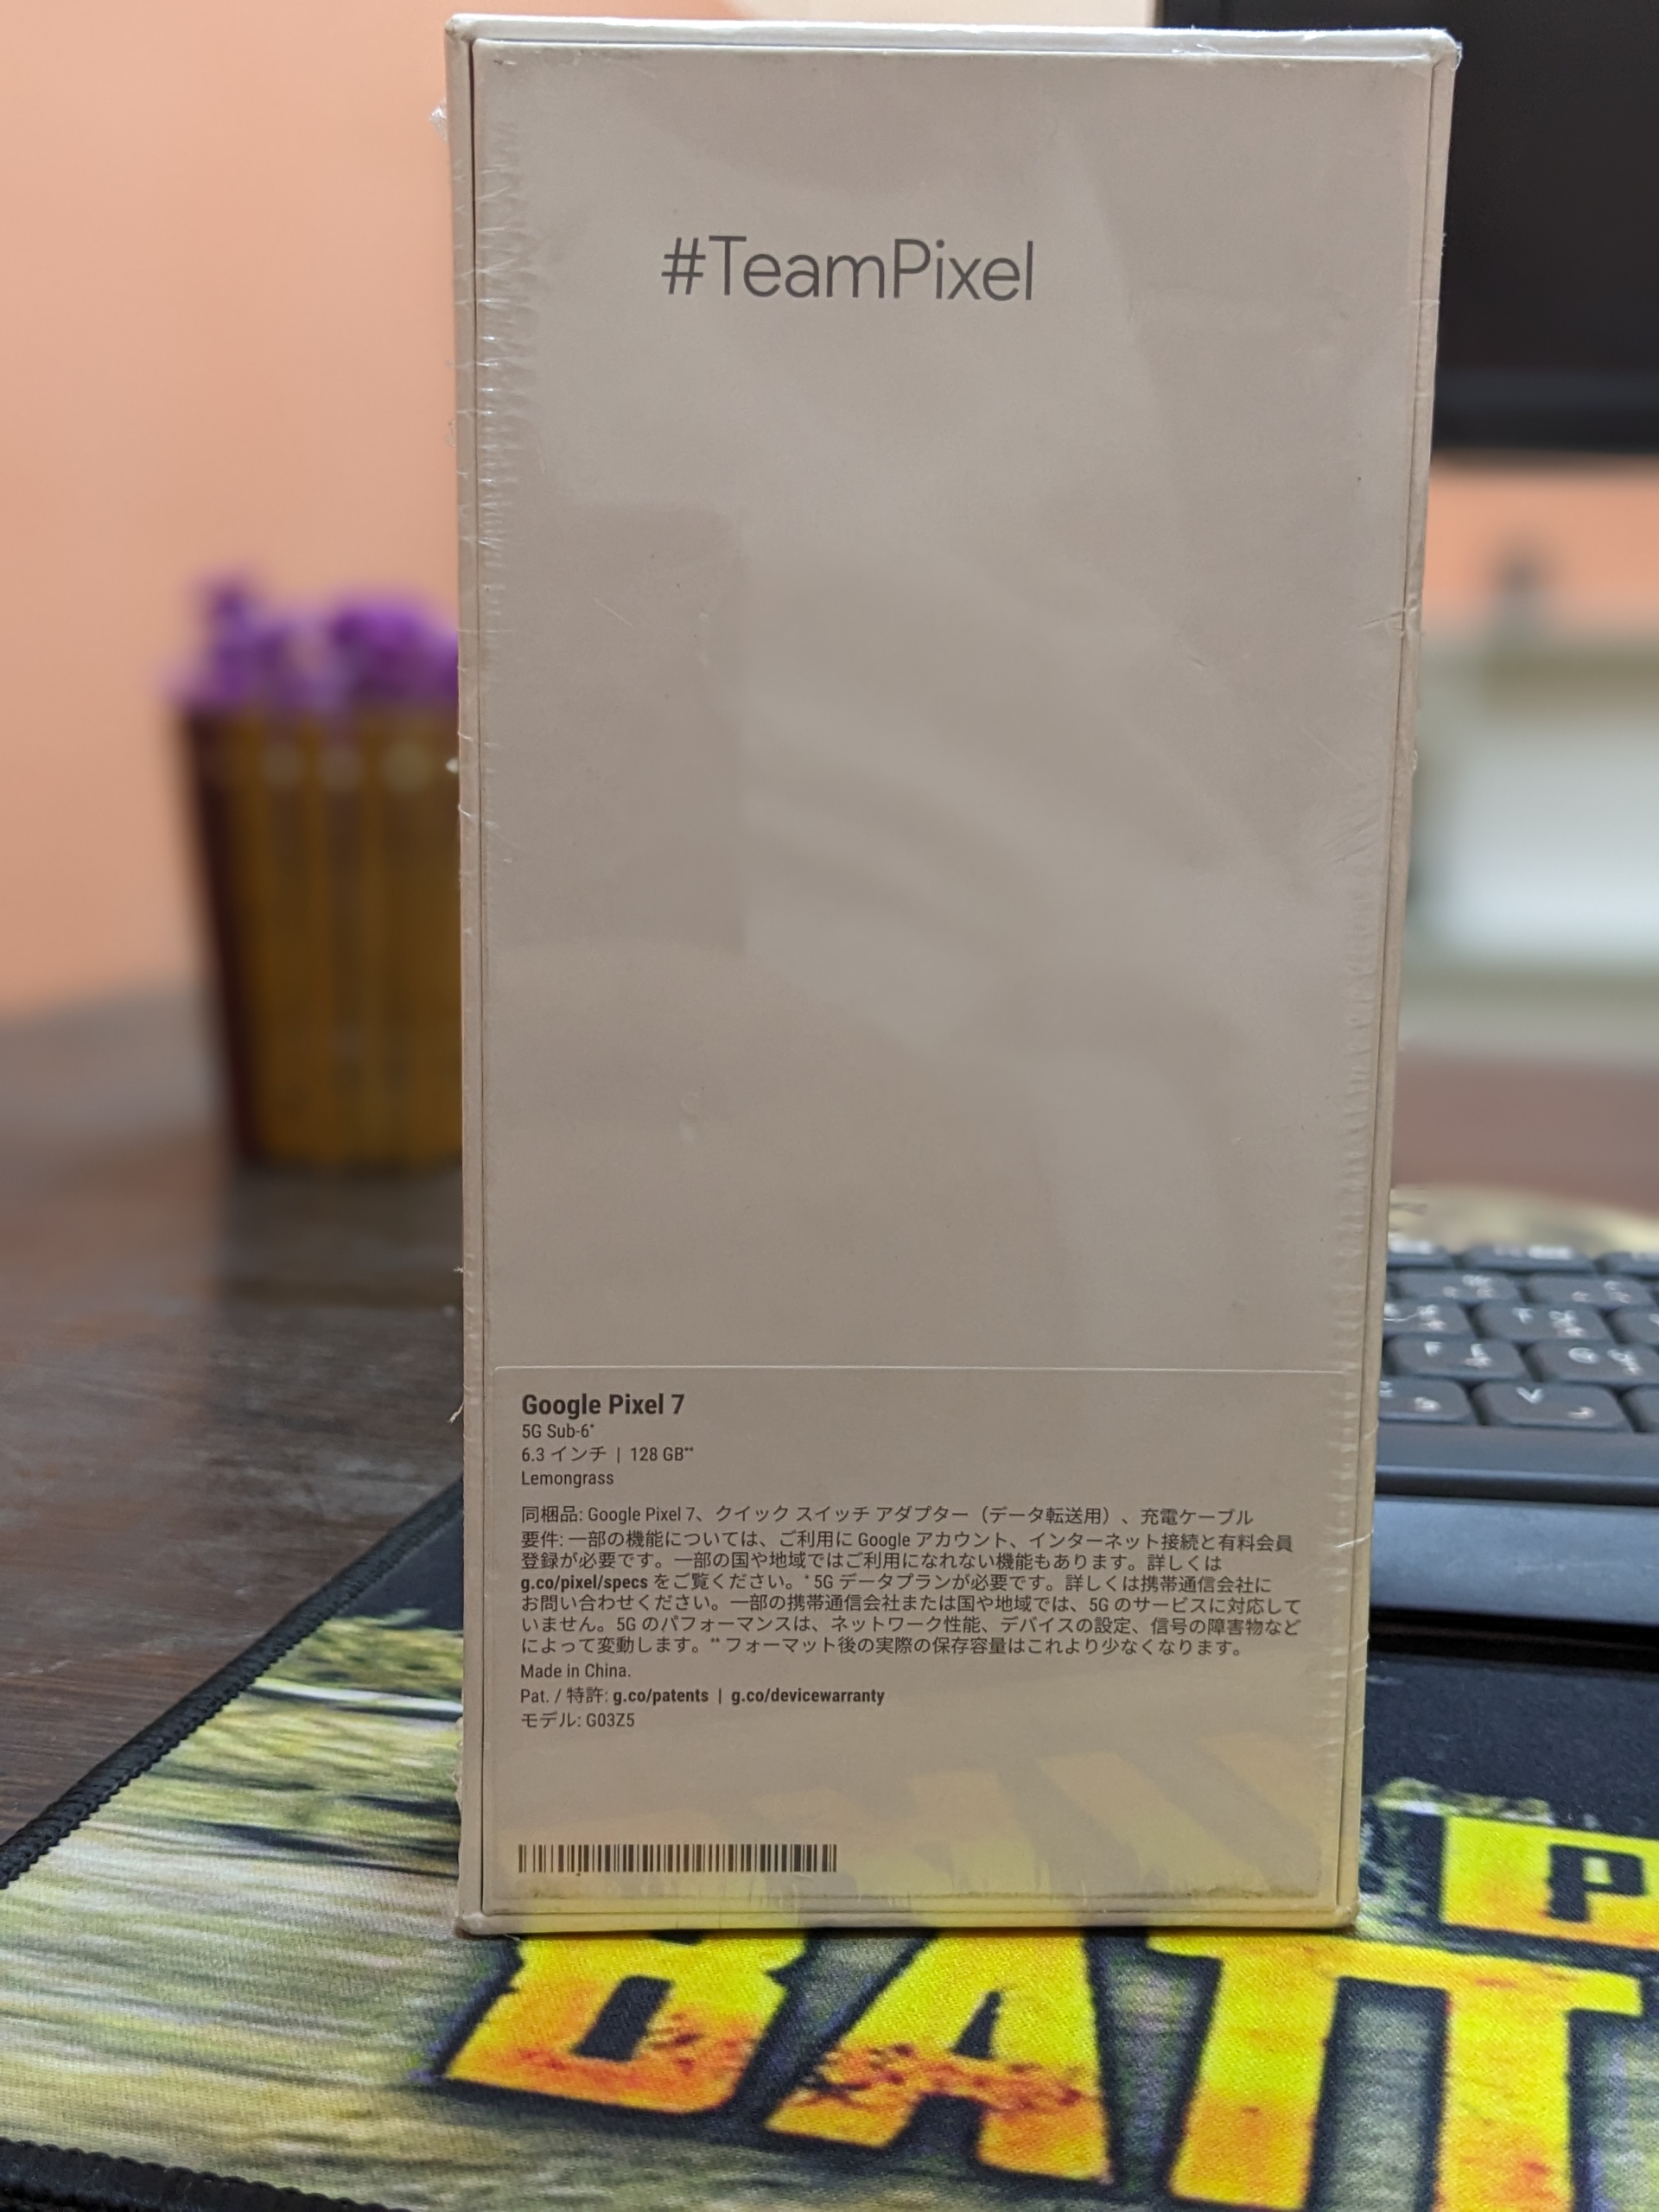 #TeamPixel
Google Pixel 7
5G Sub-6*
6.3 インチ | 128 GB**
Lemongrass
同梱品: Google Pixel 7、クイック スイッチ アダプター（データ転送用）、充電ケーブル
要件: 一部の機能については、ご利用に Google アカウント、インターネット接続と有料会員
登録が必要です。一部の国や地域ではご利用になれない機能もあります。詳しくは
g.co/pixel/specs をご覧ください。* 5G データプランが必要です。詳しくは携帯通信会社に
お問い合わせください。一部の携帯通信会社または国や地域では、5G のサービスに対応して
いません。5G のパフォーマンスは、ネットワーク性能、デバイスの設定、信号の障害物など
によって変動します。** フォーマット後の実際の保存容量はこれより少なくなります。
Made in China.
Pat. / 特許: g.co/patents | g.co/devicewarranty
モデル: G03Z5
P
BATT